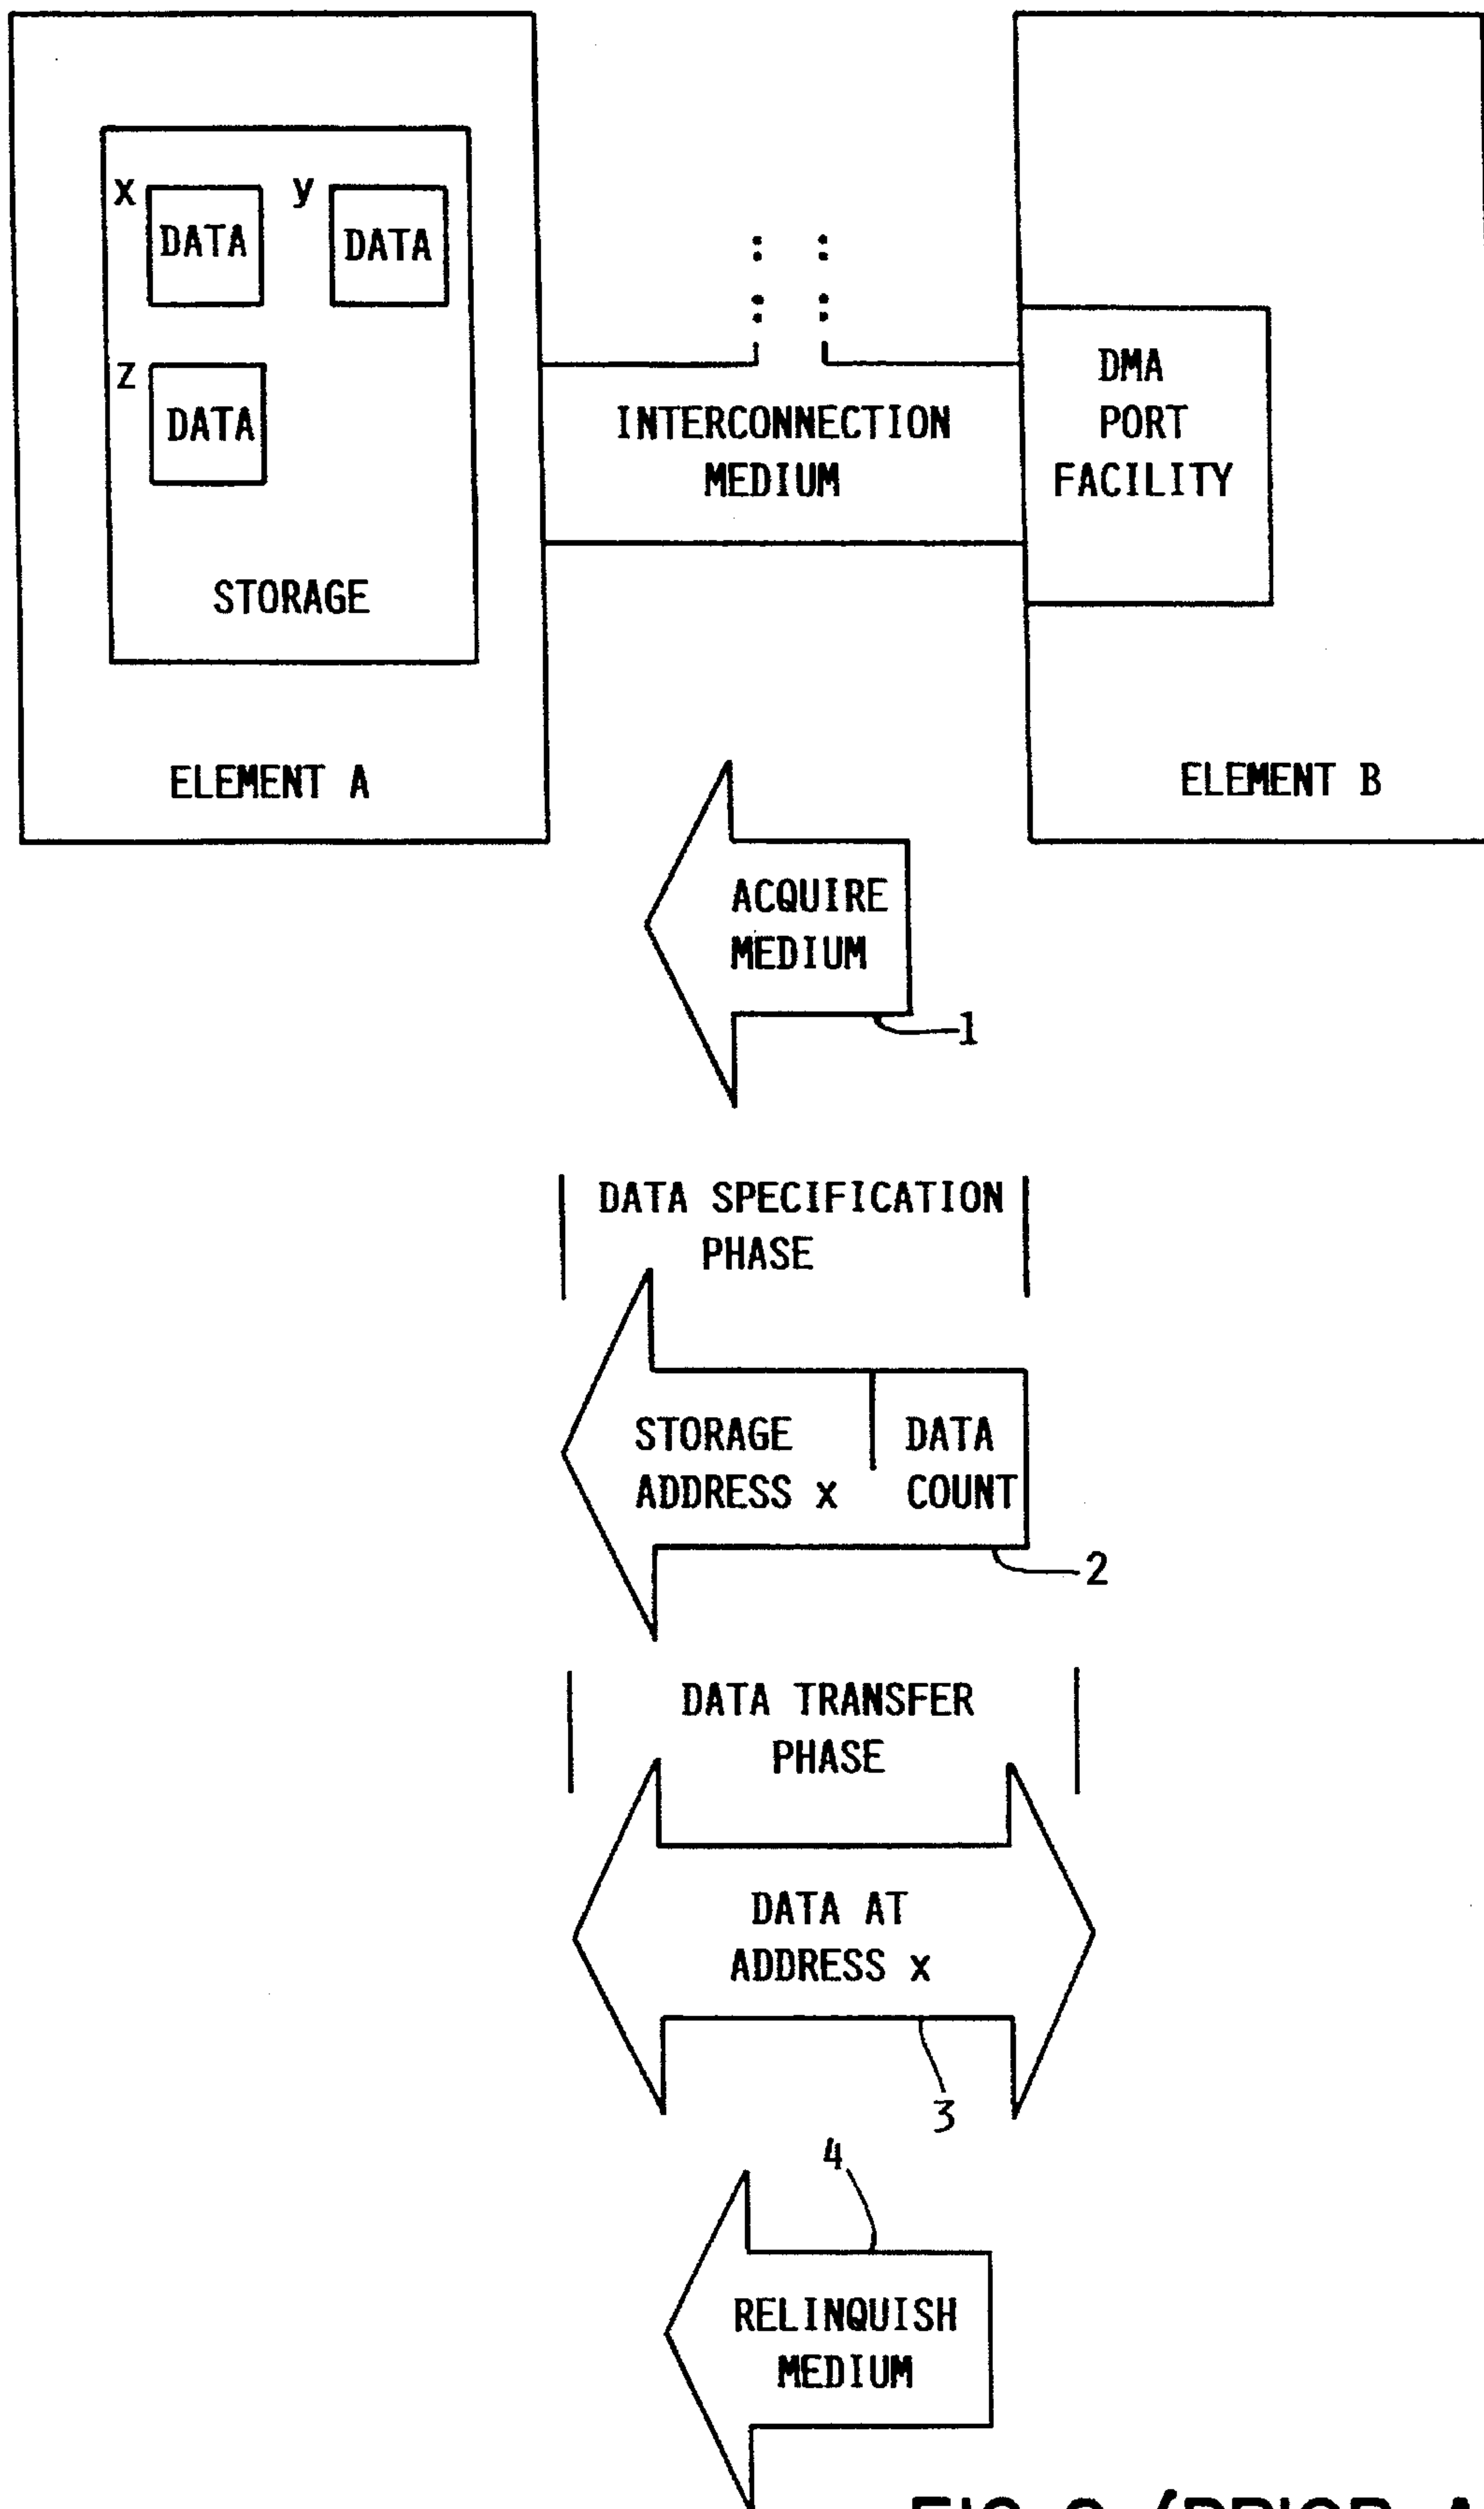 x
DATA
y
DATA
z
DATA
STORAGE
ELEMENT A
INTERCONNECTION
MEDIUM
DMA
PORT
FACILITY
ELEMENT B
ACQUIRE
MEDIUM
1
DATA SPECIFICATION
PHASE
STORAGE
ADDRESS x
DATA
COUNT
2
DATA TRANSFER
PHASE
DATA AT
ADDRESS x
3
4
RELINQUISH
MEDIUM